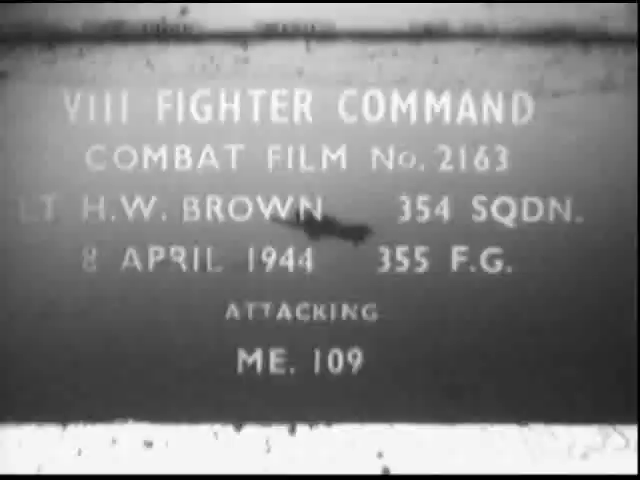 VIII FIGHTER COMMAND
COMBAT FILM No. 2163
LT H.W. BROWN 354 SQDN.
8 APRIL 1944 355 F.G.
ATTACKING
ME. 109